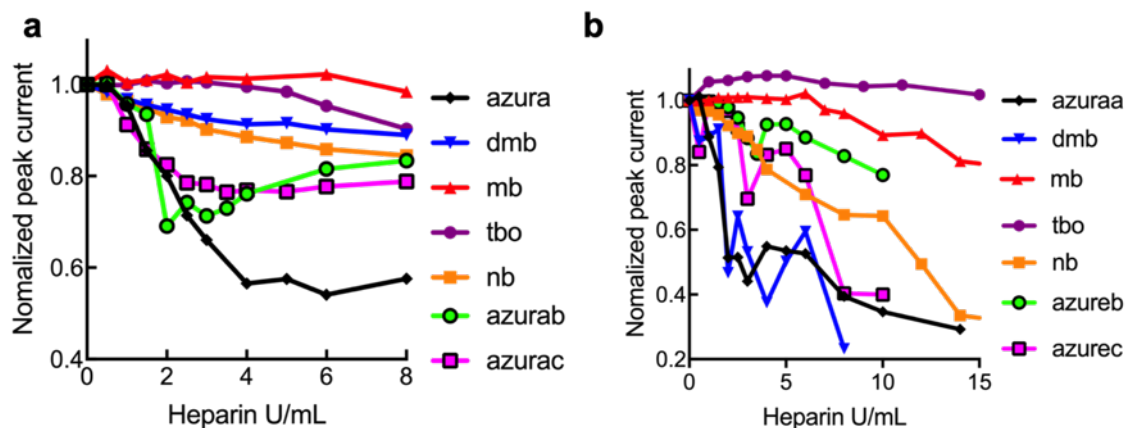 a
Nomalized peak current
1.0
0.8
0.6
0.4
0 2 4 6 8
Heparin U/mL
azura
dmb
mb
tbo
nb
azurab
azurac
b
Nomalized peak current
1.0
0.8
0.6
0.4
0.2
0 5 10 15
Heparin U/mL
azuraa
dmb
mb
tbo
nb
azureb
azurec